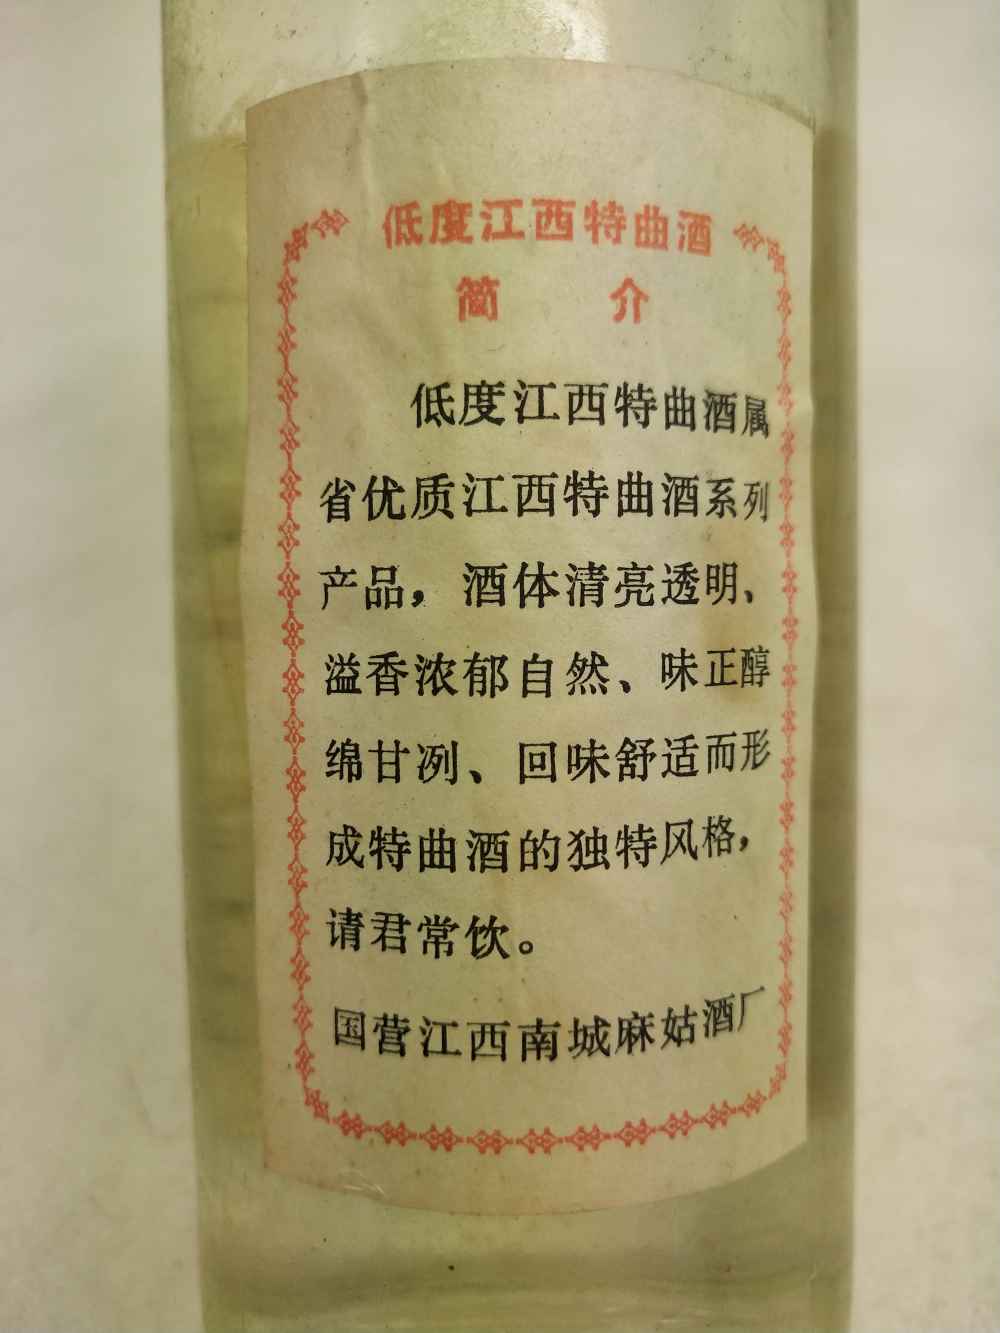 低度江西特曲酒
简介
低度江西特曲酒属
省优质江西特曲酒系列
产品，酒体清亮透明、
溢香浓郁自然、味正醇
绵甘冽、回味舒适而形
成特曲酒的独特风格，
请君常饮。
国营江西南城麻姑酒厂